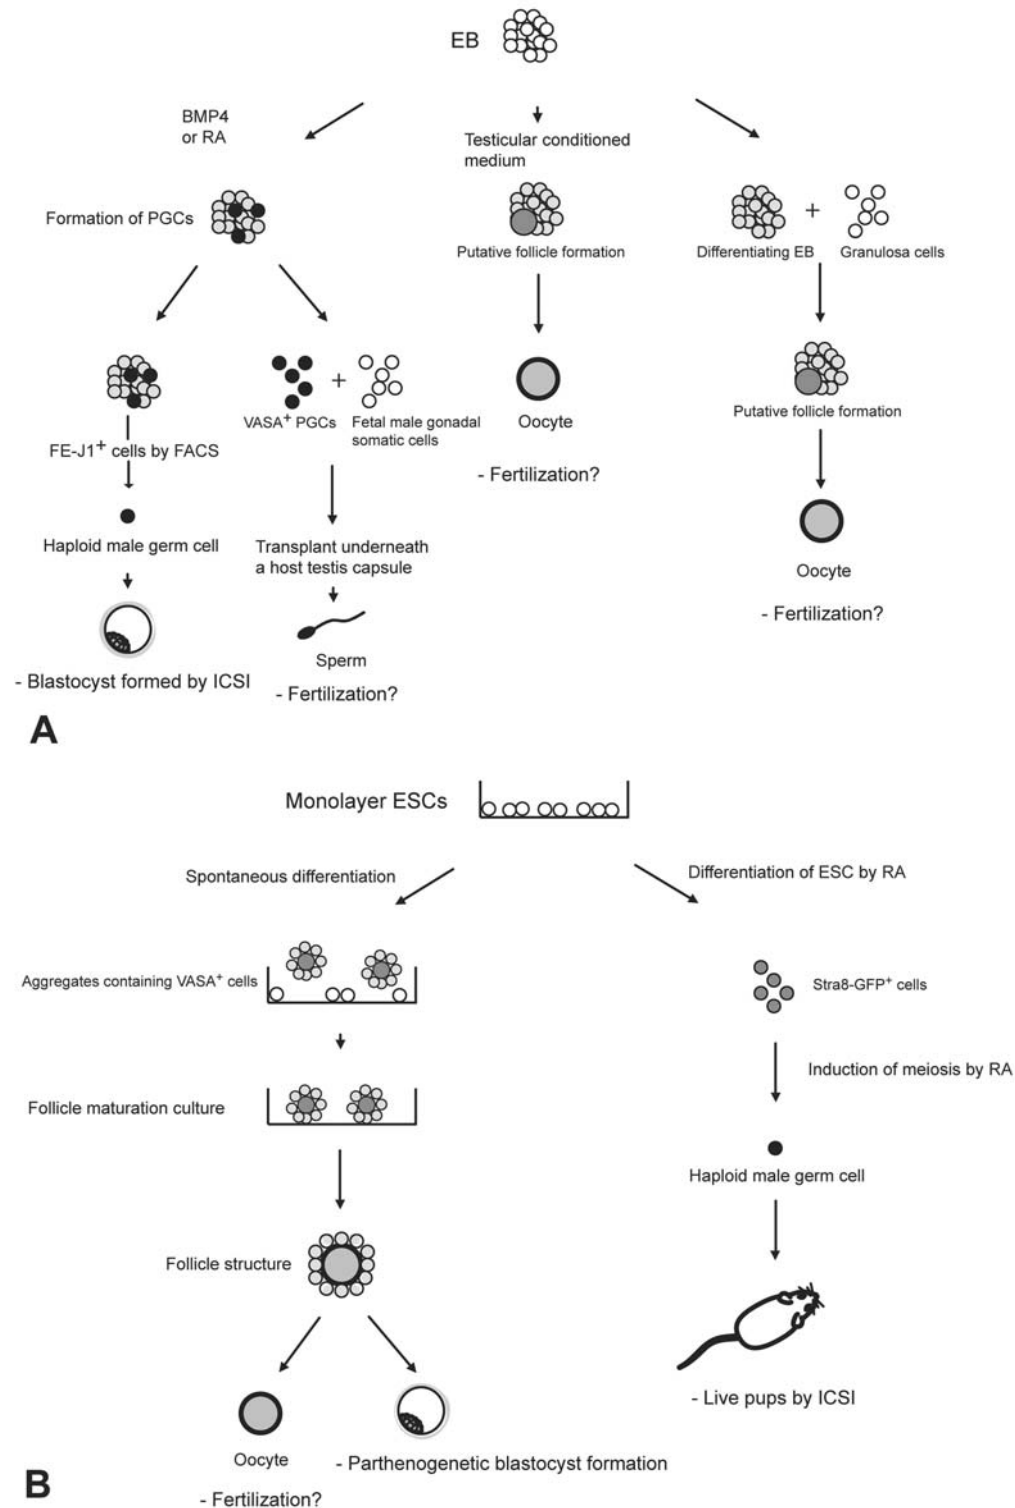 EB
BMP4
or RA
Testicular conditioned
medium
Formation of PGCs
Putative follicle formation
Differentiating EB
+
Granulosa cells
+
VASA⁺ PGCs
Fetal male gonadal
somatic cells
Oocyte
Putative follicle formation
FE-J1⁺ cells by FACS
- Fertilization?
Haploid male germ cell
Transplant underneath
a host testis capsule
Oocyte
- Fertilization?
Sperm
- Blastocyst formed by ICSI
- Fertilization?
A
Monolayer ESCs
Spontaneous differentiation
Differentiation of ESC by RA
Aggregates containing VASA⁺ cells
Stra8-GFP⁺ cells
Induction of meiosis by RA
Follicle maturation culture
Haploid male germ cell
Follicle structure
- Live pups by ICSI
Oocyte
- Parthenogenetic blastocyst formation
- Fertilization?
B